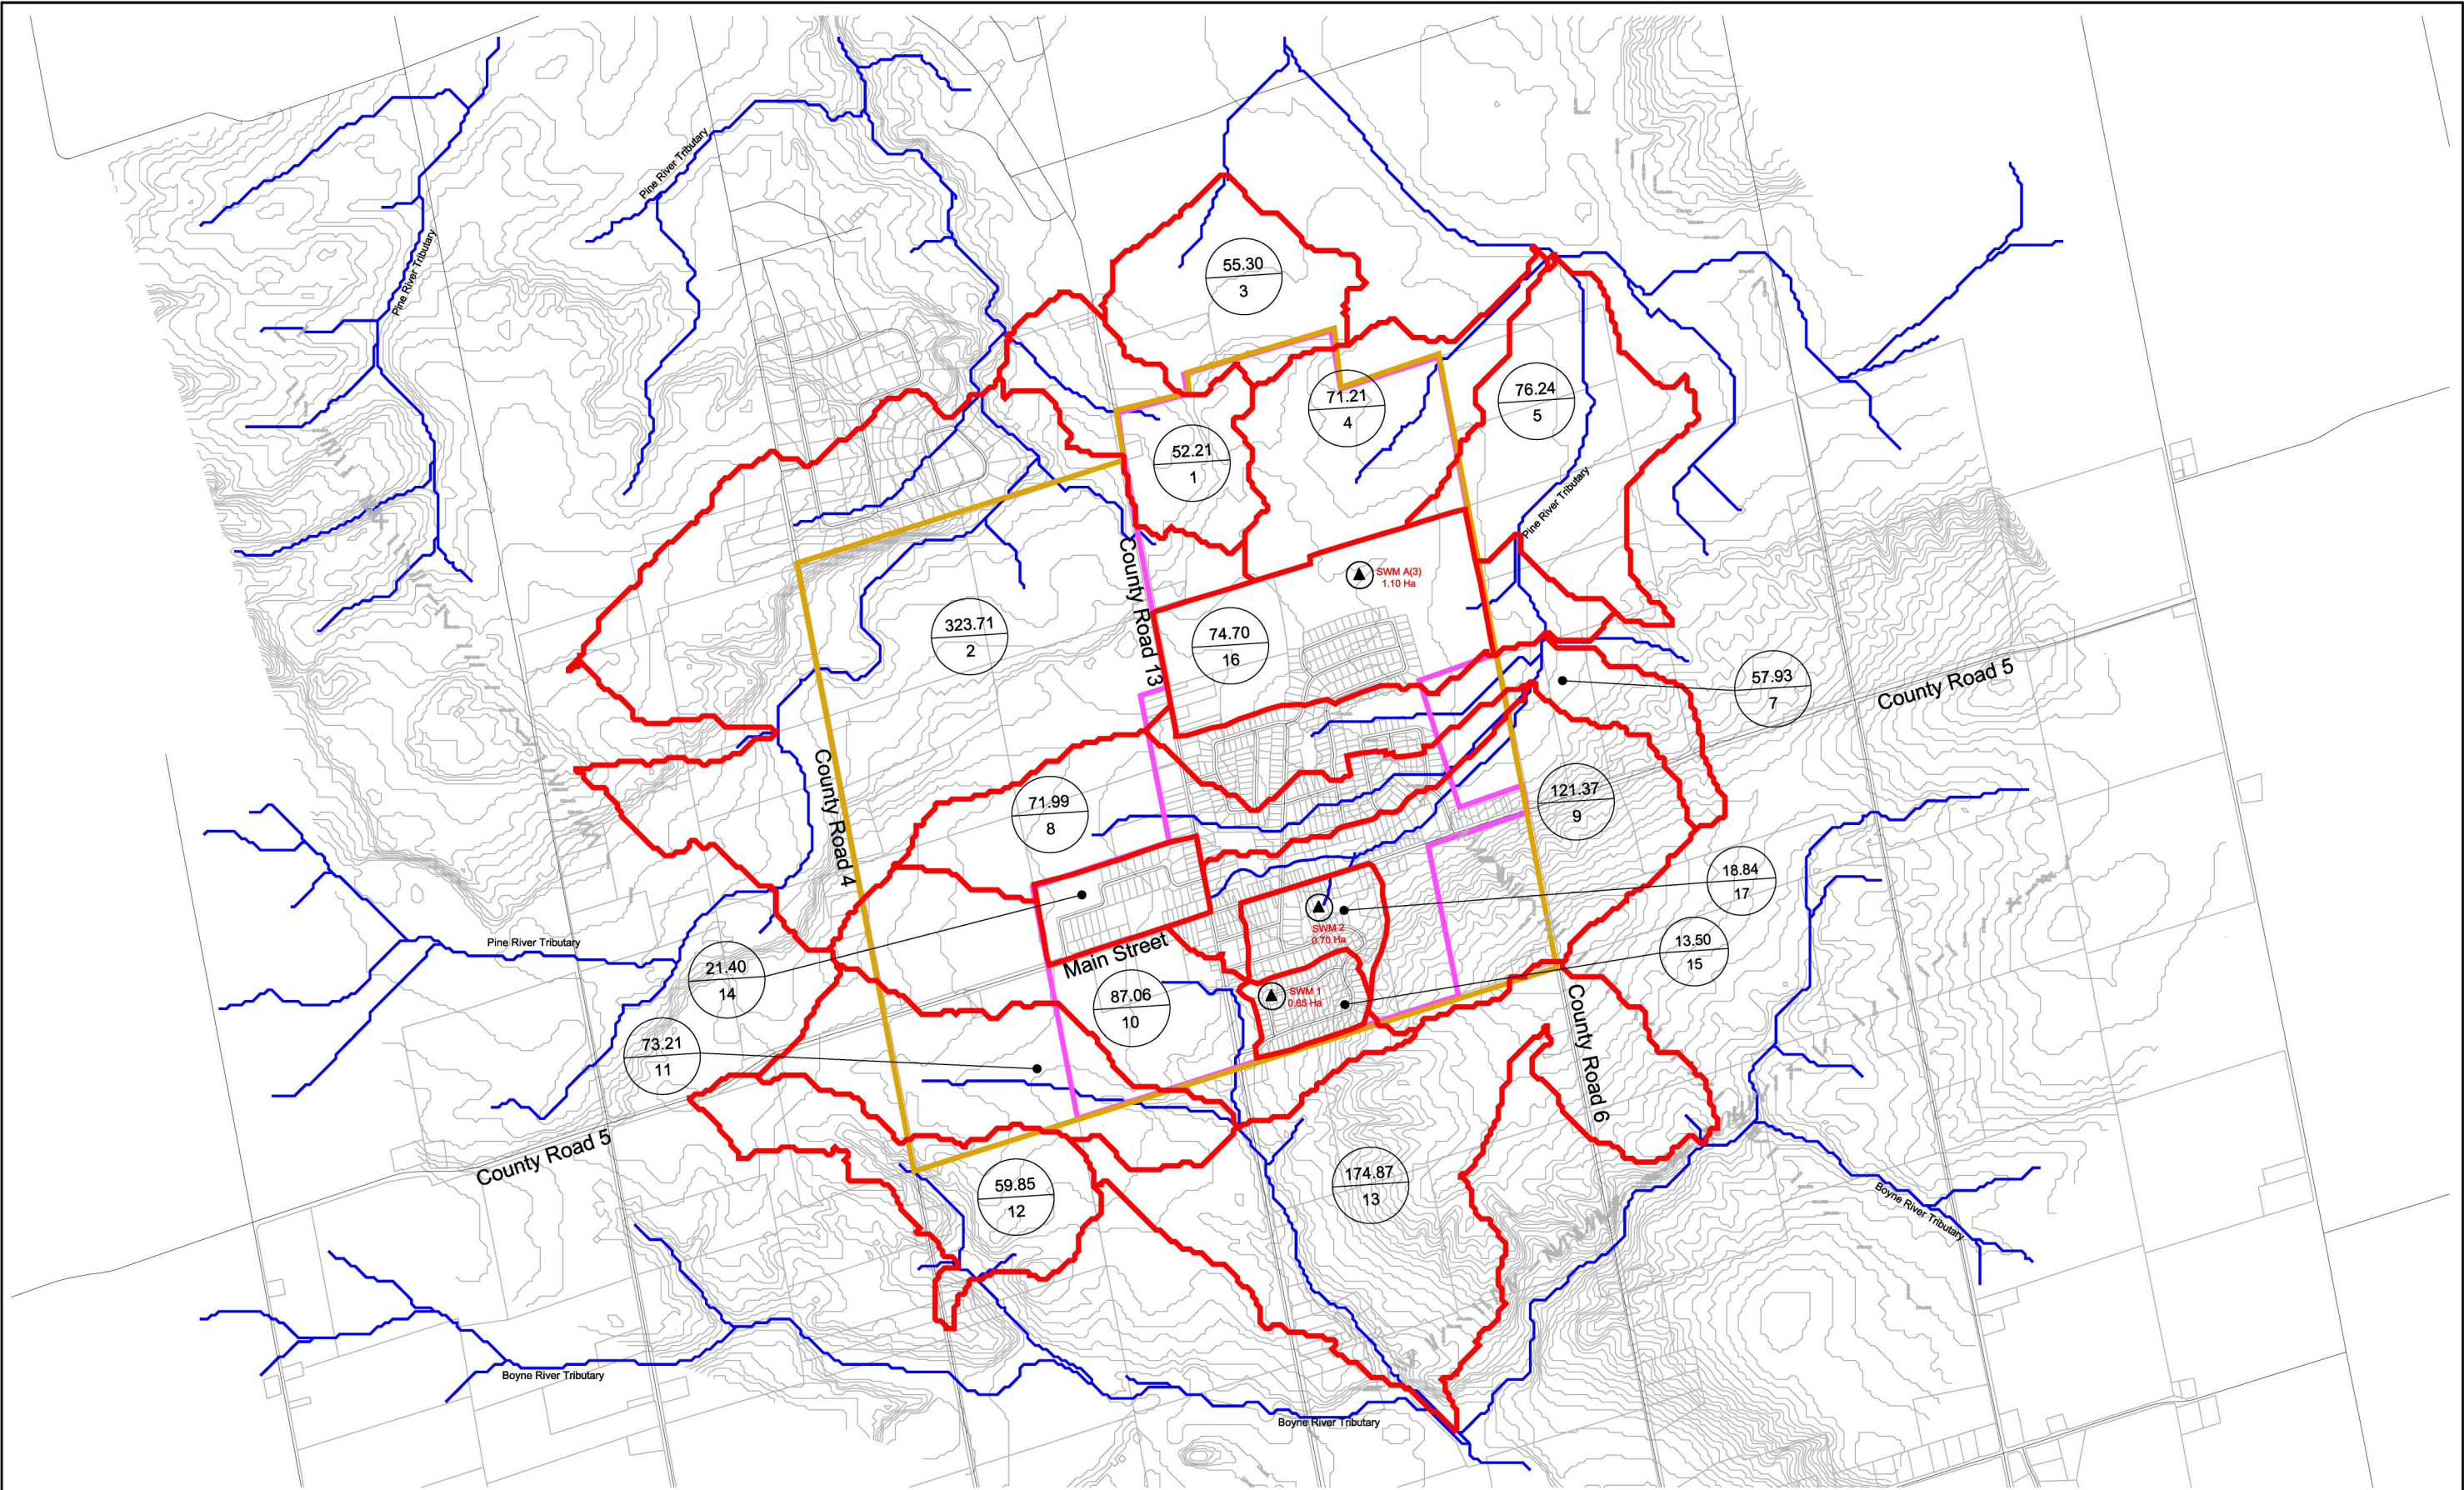 Pine River Tributary
Pine River Tributary
55.30
3
71.21
4
76.24
5
52.21
1
Pine River Tributary
County Road 13
SWM A(3)
1.10 Ha
323.71
2
74.70
16
57.93
7
County Road 5
County Road 4
71.99
8
121.37
9
18.84
17
SWM 2
0.70 Ha
Pine River Tributary
Main Street
13.50
15
21.40
14
87.06
10
SWM 1
0.65 Ha
73.21
11
County Road 6
County Road 5
59.85
12
174.87
13
Boyne River Tributary
Boyne River Tributary
Boyne River Tributary